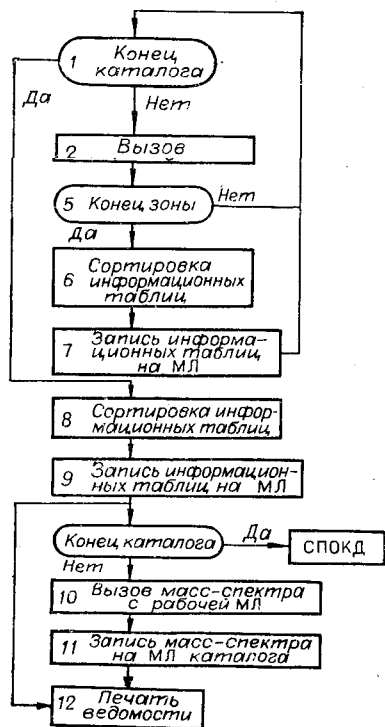 1 Конец
каталога
Да
Нет
2 Вызов
5 Конец зоны
Нет
Да
6 Сортировка
информационных
таблиц
7 Запись информа-
ционных таблиц
на МЛ
8 Сортировка инфор-
мационных таблиц
9 Запись информацион-
ных таблиц на МЛ
Конец каталога
Да
СПОКД
Нет
10 Вызов масс-спектра
с рабочей МЛ
11 Запись масс-спектра
на МЛ каталога
12 Печать
ведомости